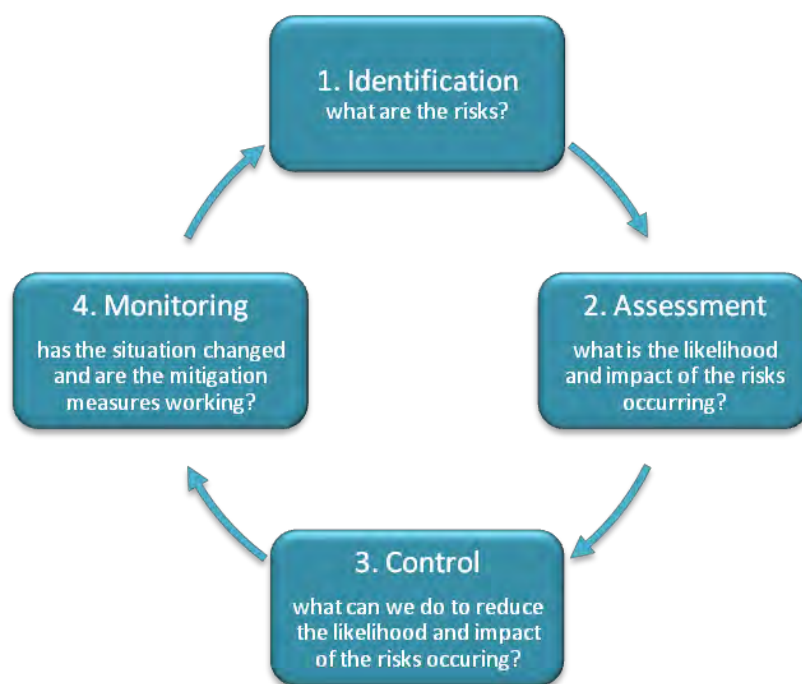 1. Identification
what are the risks?
2. Assessment
what is the likelihood
and impact of the risks
occurring?
3. Control
what can we do to reduce
the likelihood and impact
of the risks occuring?
4. Monitoring
has the situation changed
and are the mitigation
measures working?